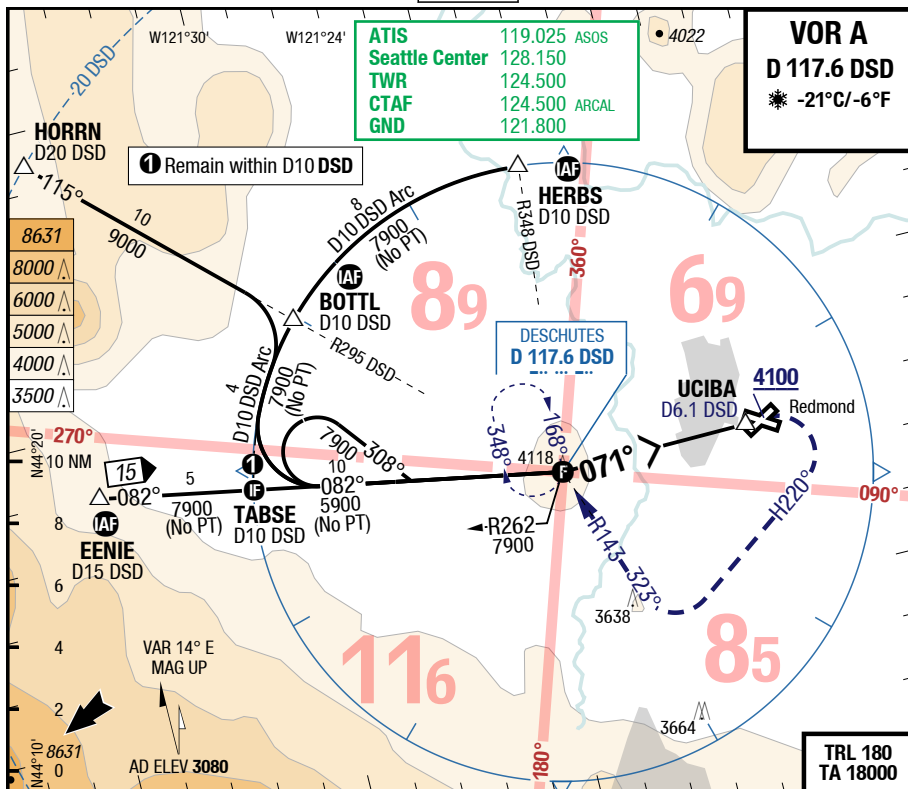 W121°30'
W121°24'
20 DSD
ATIS 119.025 ASOS
Seattle Center 128.150
TWR 124.500
CTAF 124.500 ARCAL
GND 121.800
4022
VOR A
D 117.6 DSD
-21°C/-6°F
HORRN
D20 DSD
1 Remain within D10 DSD
115°
10
9000
8
D10 DSD Arc
7900
(No PT)
IAF
HERBS
D10 DSD
R348 DSD
360°
8631
8000
6000
5000
4000
3500
IAF
BOTTL
D10 DSD
R295 DSD
89
69
DESCHUTES
D 117.6 DSD
4
D10 DSD Arc
7900
(No PT)
UCIBA
D6.1 DSD
4100
Redmond
270°
N44°20'
10 NM
15
5
082°
7900
(No PT)
IAF
EENIE
D15 DSD
1
IF
TABSE
D10 DSD
7900
308°
10
082°
5900
(No PT)
348°
168°
4118
F
071°
090°
R262
7900
R143
323°
H220°
3638
8
6
4
2
0
VAR 14° E
MAG UP
116
85
3664
N44°10'
8631
AD ELEV 3080
180°
TRL 180
TA 18000